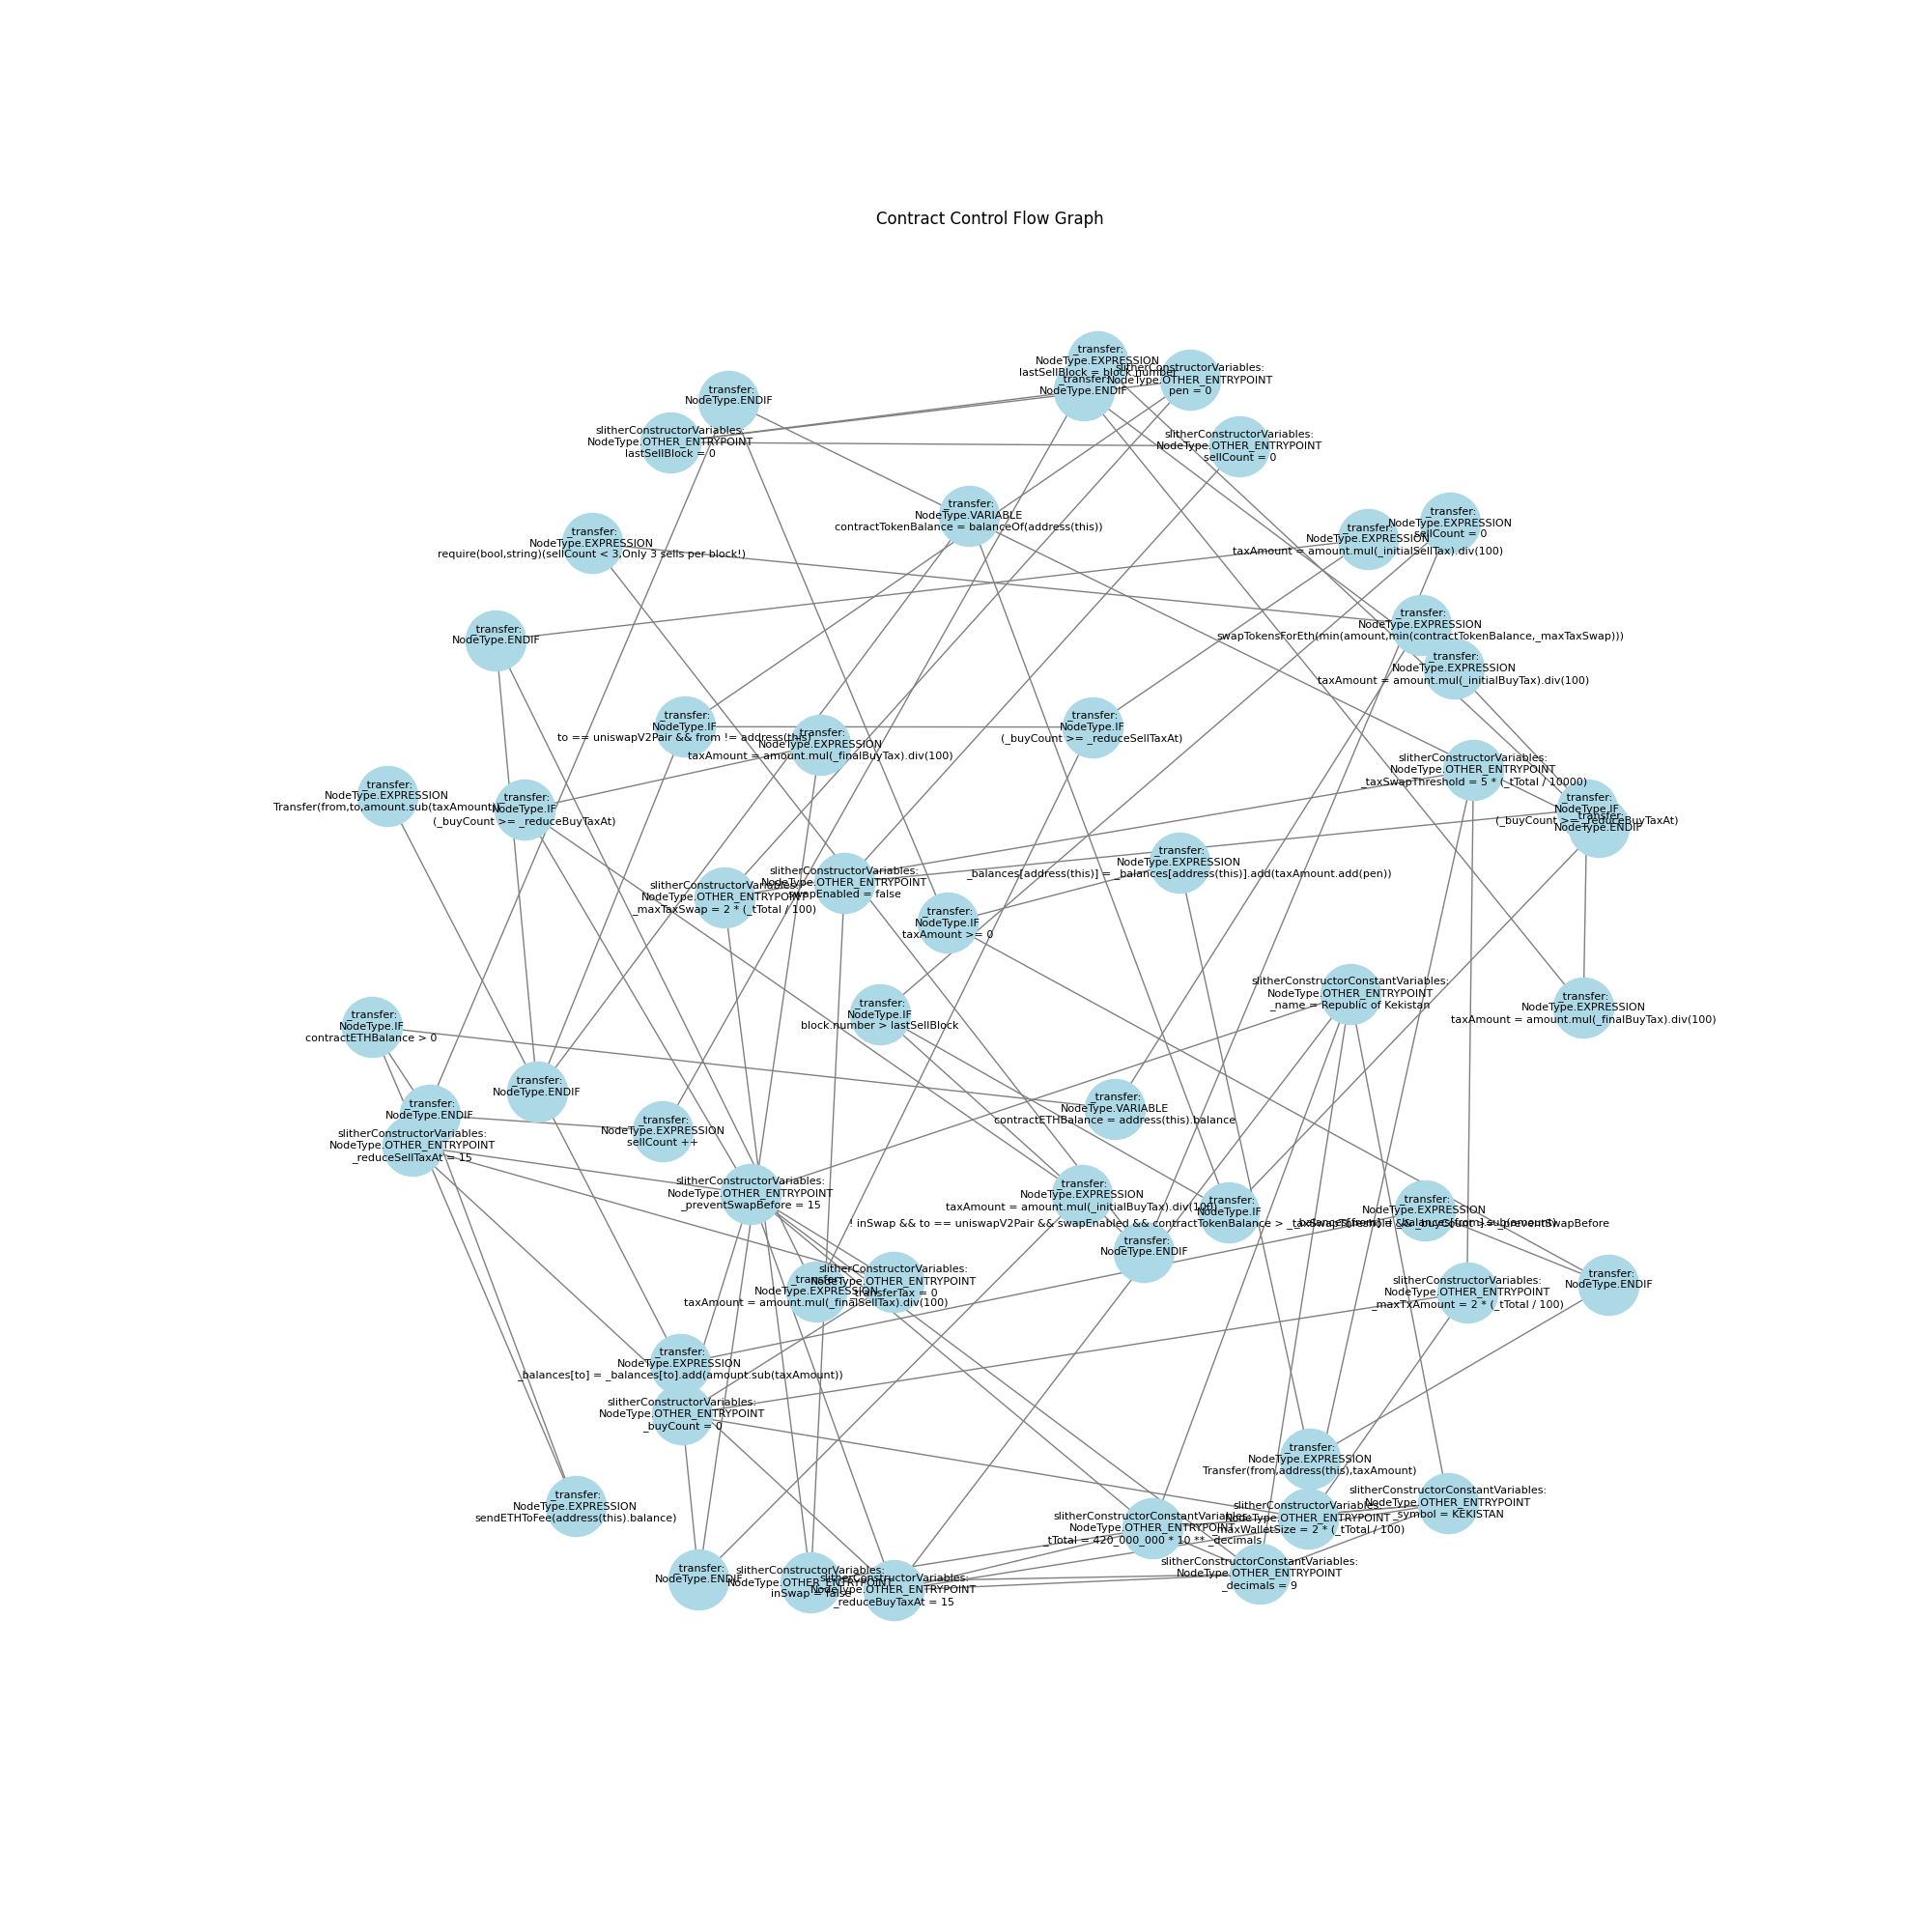 Contract Control Flow Graph
_transfer:
NodeType.EXPRESSION
lastSellBlock = block.number
_transfer:
NodeType.ENDIF
slitherConstructorVariables:
NodeType.OTHER_ENTRYPOINT
pen = 0
_transfer:
NodeType.ENDIF
slitherConstructorVariables:
NodeType.OTHER_ENTRYPOINT
lastSellBlock = 0
slitherConstructorVariables:
NodeType.OTHER_ENTRYPOINT
sellCount = 0
_transfer:
NodeType.VARIABLE
contractTokenBalance = balanceOf(address(this))
_transfer:
NodeType.EXPRESSION
sellCount = 0
_transfer:
NodeType.EXPRESSION
taxAmount = amount.mul(_initialSellTax).div(100)
_transfer:
NodeType.EXPRESSION
require(bool,string)(sellCount < 3,Only 3 sells per block!)
_transfer:
NodeType.ENDIF
_transfer:
NodeType.EXPRESSION
swapTokensForEth(min(amount,min(contractTokenBalance,_maxTaxSwap)))
_transfer:
NodeType.EXPRESSION
taxAmount = amount.mul(_initialBuyTax).div(100)
_transfer:
NodeType.IF
to == uniswapV2Pair && from != address(this)
_transfer:
NodeType.EXPRESSION
taxAmount = amount.mul(_finalBuyTax).div(100)
_transfer:
NodeType.IF
(_buyCount >= _reduceSellTaxAt)
slitherConstructorVariables:
NodeType.OTHER_ENTRYPOINT
_taxSwapThreshold = 5 * (_tTotal / 10000)
_transfer:
NodeType.EXPRESSION
Transfer(from,to,amount.sub(taxAmount))
_transfer:
NodeType.IF
(_buyCount >= _reduceBuyTaxAt)
_transfer:
NodeType.IF
(_buyCount >= _reduceBuyTaxAt)
_transfer:
NodeType.ENDIF
_transfer:
NodeType.EXPRESSION
_balances[address(this)] = _balances[address(this)].add(taxAmount.add(pen))
slitherConstructorVariables:
NodeType.OTHER_ENTRYPOINT
swapEnabled = false
slitherConstructorVariables:
NodeType.OTHER_ENTRYPOINT
_maxTaxSwap = 2 * (_tTotal / 100)
_transfer:
NodeType.IF
taxAmount >= 0
slitherConstructorConstantVariables:
NodeType.OTHER_ENTRYPOINT
_name = Republic of Kekistan
_transfer:
NodeType.EXPRESSION
taxAmount = amount.mul(_finalBuyTax).div(100)
_transfer:
NodeType.IF
block.number > lastSellBlock
_transfer:
NodeType.IF
contractETHBalance > 0
_transfer:
NodeType.ENDIF
_transfer:
NodeType.VARIABLE
contractETHBalance = address(this).balance
_transfer:
NodeType.ENDIF
_transfer:
NodeType.EXPRESSION
sellCount ++
slitherConstructorVariables:
NodeType.OTHER_ENTRYPOINT
_reduceSellTaxAt = 15
slitherConstructorVariables:
NodeType.OTHER_ENTRYPOINT
_preventSwapBefore = 15
_transfer:
NodeType.EXPRESSION
taxAmount = amount.mul(_initialBuyTax).div(100)
_transfer:
NodeType.IF
! inSwap && to == uniswapV2Pair && swapEnabled && contractTokenBalance > _taxSwapThreshold && _buyCount >= _preventSwapBefore
_transfer:
NodeType.EXPRESSION
_balances[from] = _balances[from].sub(amount)
_transfer:
NodeType.ENDIF
slitherConstructorVariables:
NodeType.OTHER_ENTRYPOINT
_transferTax = 0
_transfer:
NodeType.EXPRESSION
taxAmount = amount.mul(_finalSellTax).div(100)
slitherConstructorVariables:
NodeType.OTHER_ENTRYPOINT
_maxTxAmount = 2 * (_tTotal / 100)
_transfer:
NodeType.ENDIF
_transfer:
NodeType.EXPRESSION
_balances[to] = _balances[to].add(amount.sub(taxAmount))
slitherConstructorVariables:
NodeType.OTHER_ENTRYPOINT
_buyCount = 0
_transfer:
NodeType.EXPRESSION
Transfer(from,address(this),taxAmount)
_transfer:
NodeType.EXPRESSION
sendETHToFee(address(this).balance)
slitherConstructorConstantVariables:
NodeType.OTHER_ENTRYPOINT
_symbol = KEKISTAN
slitherConstructorVariables:
NodeType.OTHER_ENTRYPOINT
_maxWalletSize = 2 * (_tTotal / 100)
slitherConstructorConstantVariables:
NodeType.OTHER_ENTRYPOINT
_tTotal = 420_000_000 * 10 ** _decimals
slitherConstructorConstantVariables:
NodeType.OTHER_ENTRYPOINT
_decimals = 9
_transfer:
NodeType.ENDIF
slitherConstructorVariables:
NodeType.OTHER_ENTRYPOINT
inSwap = false
slitherConstructorVariables:
NodeType.OTHER_ENTRYPOINT
_reduceBuyTaxAt = 15